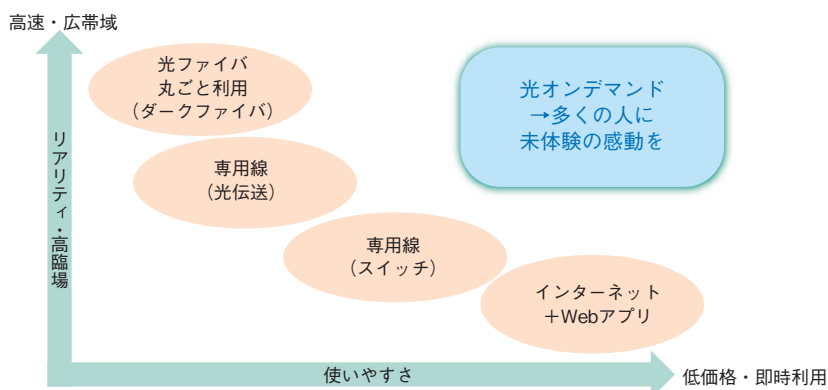 高速・広帯域
光ファイバ
丸ごと利用
（ダークファイバ）
光オンデマンド
→多くの人に
未体験の感動を
リアリティ・高臨場
専用線
（光伝送）
専用線
（スイッチ）
インターネット
＋Webアプリ
使いやすさ
低価格・即時利用